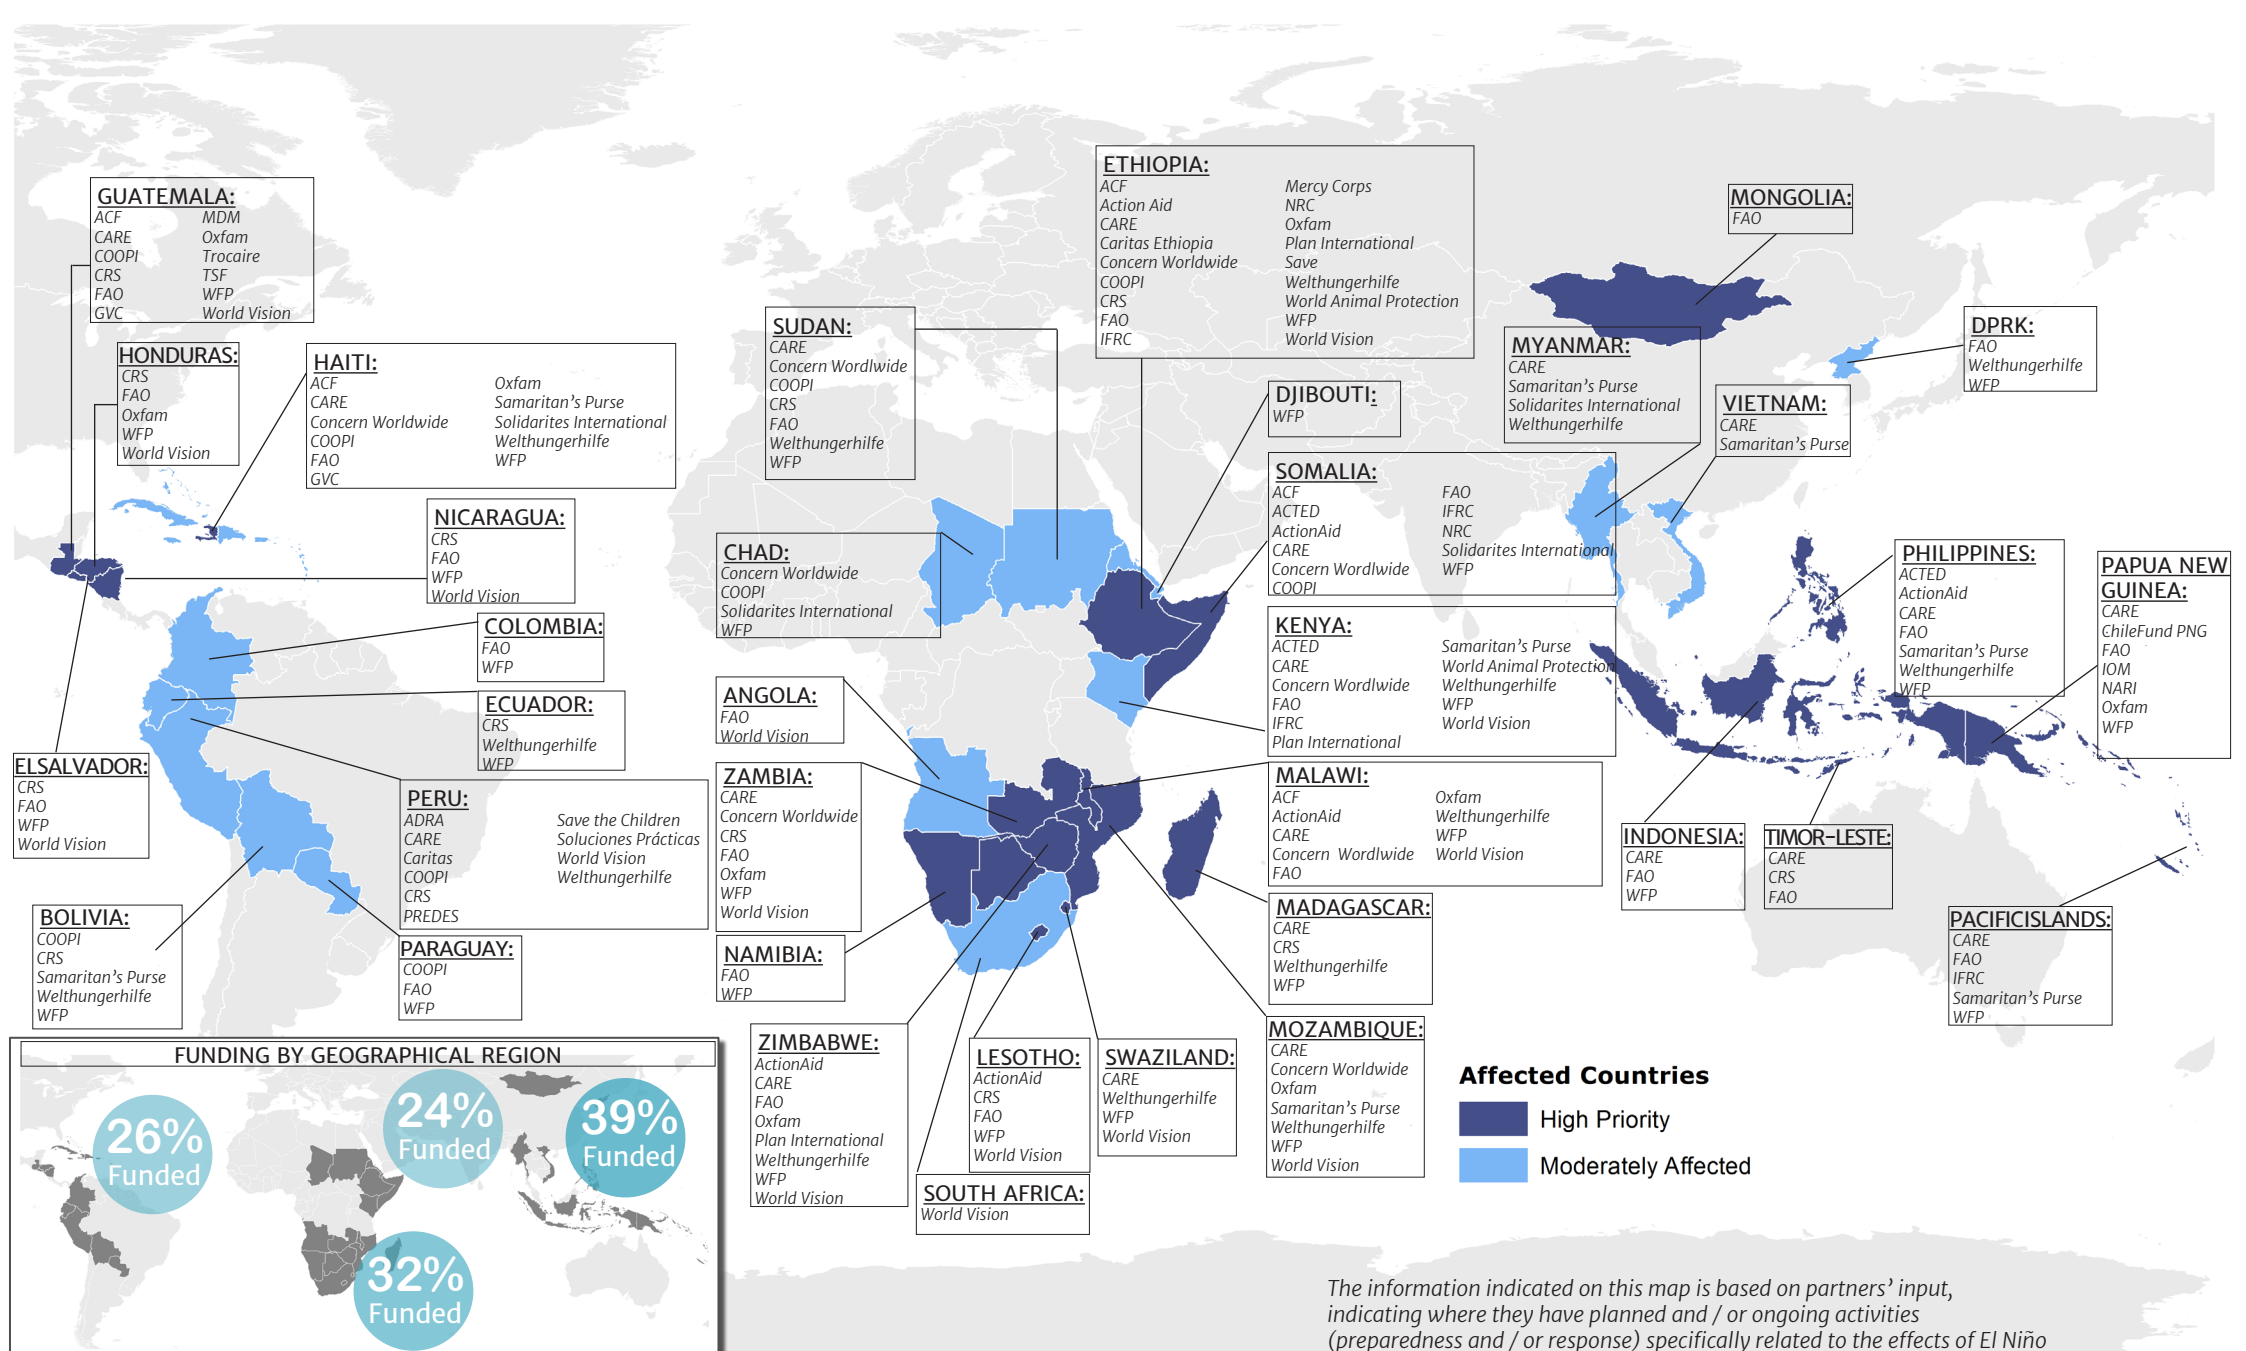 GUATEMALA:
ACF
CARE
COOPI
CRS
FAO
GVC
MDM
Oxfam
Trocaire
TSF
WFP
World Vision
HONDURAS:
CRS
FAO
Oxfam
WFP
World Vision
HAITI:
ACF
CARE
Concern Worldwide
COOPI
FAO
GVC
Oxfam
Samaritan's Purse
Solidarites International
Welthungerhilfe
WFP
NICARAGUA:
CRS
FAO
WFP
World Vision
COLOMBIA:
FAO
WFP
ECUADOR:
CRS
Welthungerhilfe
WFP
ELSALVADOR:
CRS
FAO
WFP
World Vision
PERU:
ADRA
CARE
Caritas
COOPI
CRS
PREDES
Save the Children
Soluciones Prácticas
World Vision
Welthungerhilfe
BOLIVIA:
COOPI
CRS
Samaritan's Purse
Welthungerhilfe
WFP
PARAGUAY:
COOPI
FAO
WFP
SUDAN:
CARE
Concern Wordlwide
COOPI
CRS
FAO
Welthungerhilfe
WFP
CHAD:
Concern Worldwide
COOPI
Solidarites International
WFP
ANGOLA:
FAO
World Vision
ZAMBIA:
CARE
Concern Worldwide
CRS
FAO
Oxfam
WFP
World Vision
NAMIBIA:
FAO
WFP
ZIMBABWE:
ActionAid
CARE
FAO
Oxfam
Plan International
Welthungerhilfe
WFP
World Vision
LESOTHO:
ActionAid
CRS
FAO
WFP
World Vision
SOUTH AFRICA:
World Vision
SWAZILAND:
CARE
Welthungerhilfe
WFP
World Vision
ETHIOPIA:
ACF
Action Aid
CARE
Caritas Ethiopia
Concern Worldwide
COOPI
CRS
FAO
IFRC
Mercy Corps
NRC
Oxfam
Plan International
Save
Welthungerhilfe
World Animal Protection
WFP
World Vision
DJIBOUTI:
WFP
SOMALIA:
ACF
ACTED
ActionAid
CARE
Concern Wordlwide
COOPI
FAO
IFRC
NRC
Solidarites International
WFP
KENYA:
ACTED
CARE
Concern Wordlwide
FAO
IFRC
Plan International
Samaritan's Purse
World Animal Protection
Welthungerhilfe
WFP
World Vision
MALAWI:
ACF
ActionAid
CARE
Concern Wordlwide
FAO
Oxfam
Welthungerhilfe
WFP
World Vision
MADAGASCAR:
CARE
CRS
Welthungerhilfe
WFP
MOZAMBIQUE:
CARE
Concern Worldwide
Oxfam
Samaritan's Purse
Welthungerhilfe
WFP
World Vision
MONGOLIA:
FAO
MYANMAR:
CARE
Samaritan's Purse
Solidarites International
Welthungerhilfe
VIETNAM:
CARE
Samaritan's Purse
DPRK:
FAO
Welthungerhilfe
WFP
PHILIPPINES:
ACTED
ActionAid
CARE
FAO
Samaritan's Purse
Welthungerhilfe
WFP
PAPUA NEW
GUINEA:
CARE
ChileFund PNG
FAO
IOM
NARI
Oxfam
WFP
INDONESIA:
CARE
FAO
WFP
TIMOR-LESTE:
CARE
CRS
FAO
PACIFICISLANDS:
CARE
FAO
IFRC
Samaritan's Purse
WFP
FUNDING BY GEOGRAPHICAL REGION
26%
Funded
24%
Funded
39%
Funded
32%
Funded
Affected Countries
High Priority
Moderately Affected
The information indicated on this map is based on partners' input,
indicating where they have planned and / or ongoing activities
(preparedness and / or response) specifically related to the effects of El Niño